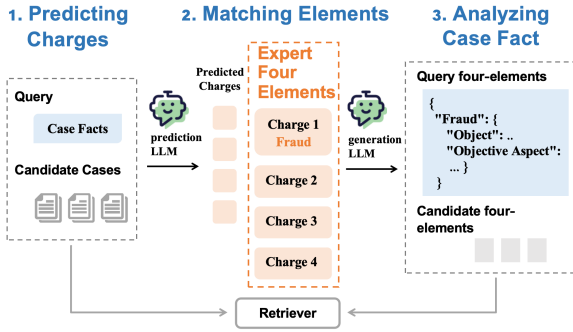 1. Predicting
Charges
2. Matching Elements
3. Analyzing
Case Fact
Query
Case Facts
Candidate Cases
prediction
LLM
Predicted
Charges
Expert
Four
Elements
Charge 1
Fraud
Charge 2
Charge 3
Charge 4
generation
LLM
Query four-elements
{
"Fraud": {
"Object": ..
"Objective Aspect":
... }
}
Candidate four-
elements
Retriever